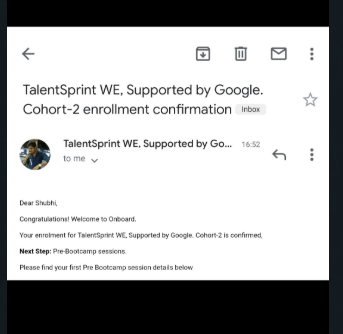 TalentSprint WE, Supported by Google.
Cohort-2 enrollment confirmation Inbox
TalentSprint WE, Supported by Go... 16:52
to me
Dear Shubhi,
Congratulations! Welcome to Onboard.
Your enrolment for TalentSprint WE, Supported by Google. Cohort-2 is confirmed,
Next Step: Pre-Bootcamp sessions.
Please find your first Pre Bootcamp session details below